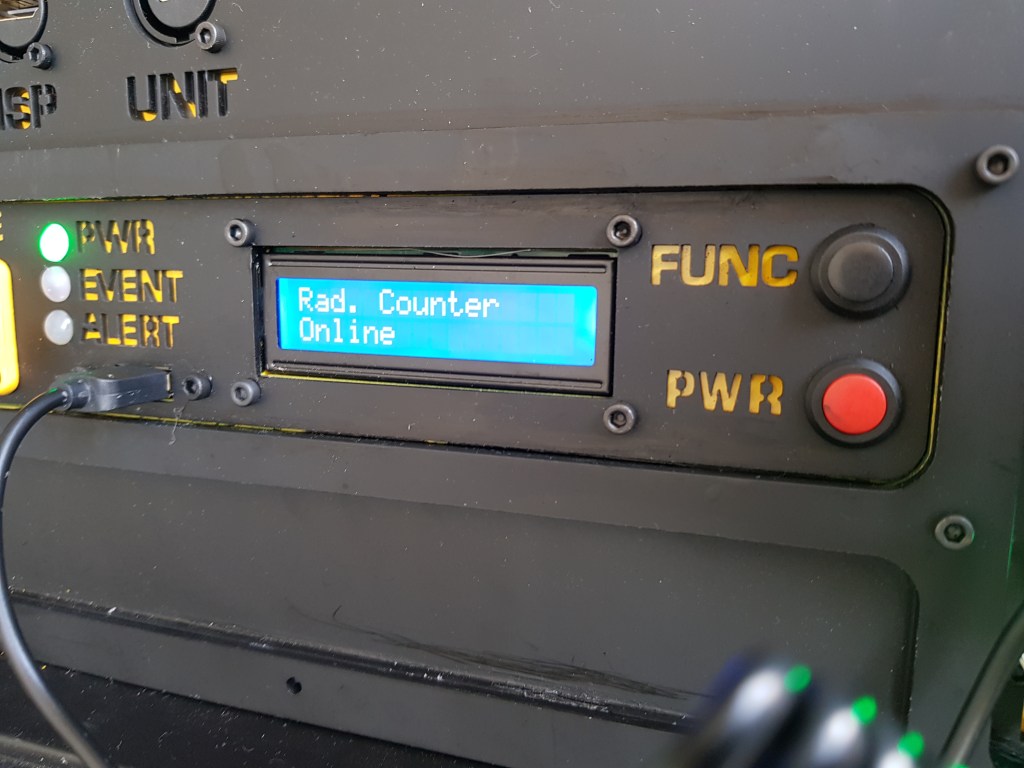 UNIT
PWR
EVENT
ALERT
Rad. Counter
Online
FUNC
PWR